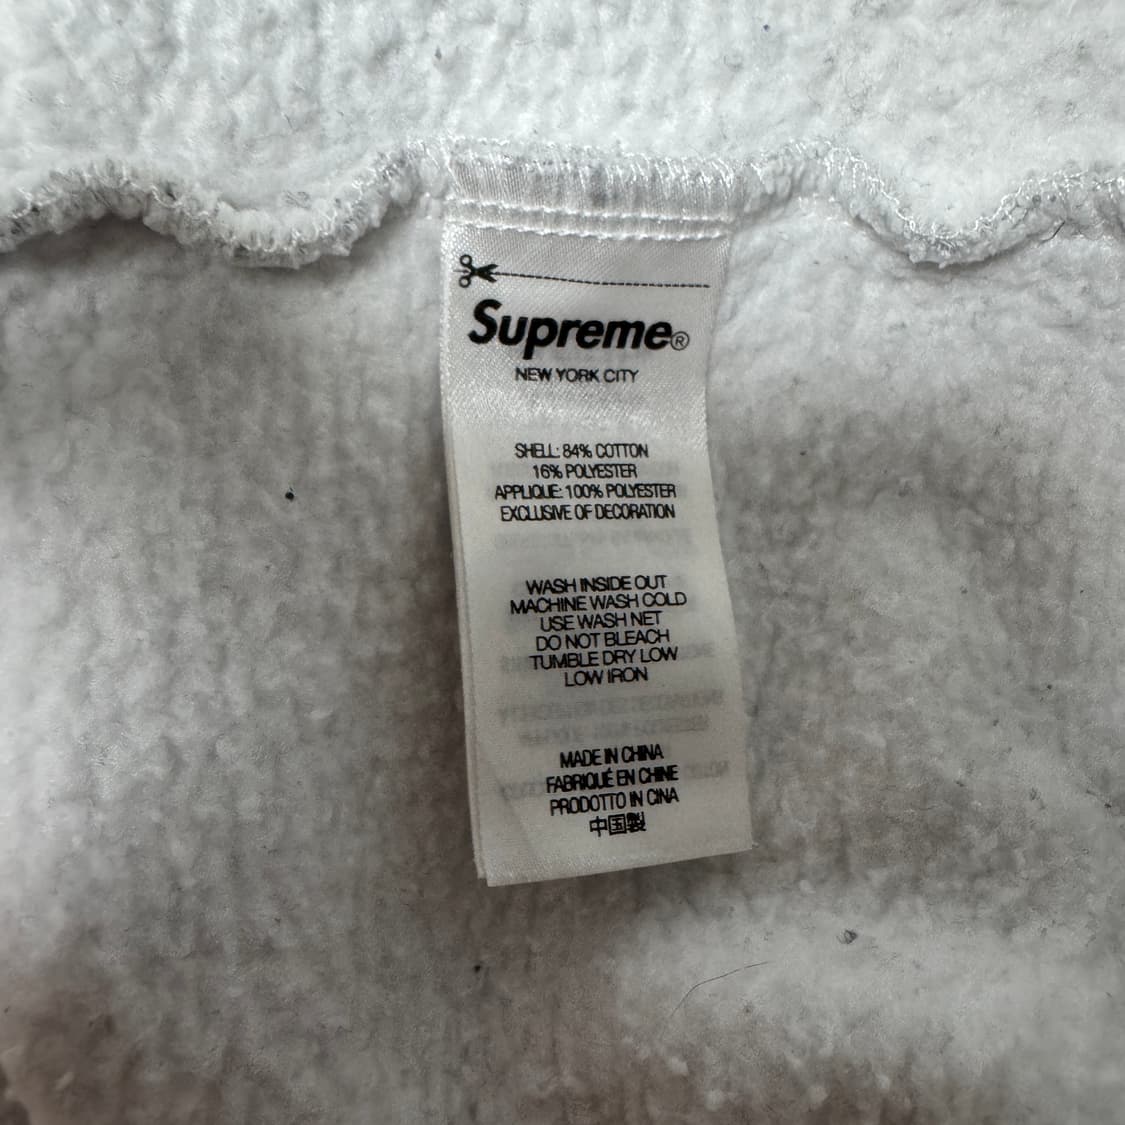 Supreme®
NEW YORK CITY
SHELL: 84% COTTON
16% POLYESTER
APPLIQUE: 100% POLYESTER
EXCLUSIVE OF DECORATION
WASH INSIDE OUT
MACHINE WASH COLD
USE WASH NET
DO NOT BLEACH
TUMBLE DRY LOW
LOW IRON
MADE IN CHINA
FABRIQUÉ EN CHINE
PRODOTTO IN CINA
中国製